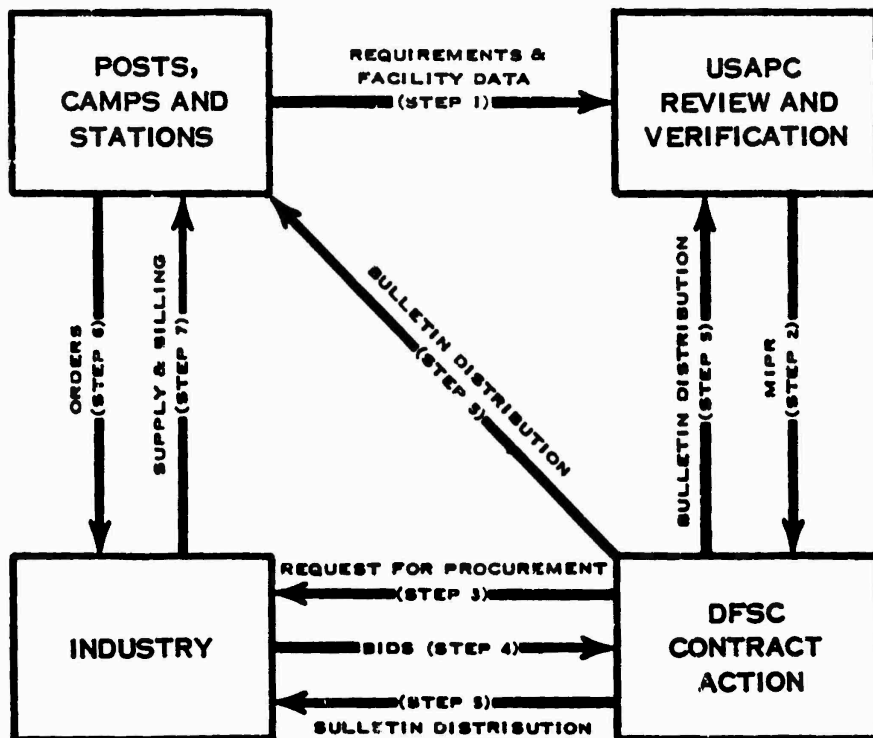 POSTS,
CAMPS AND
STATIONS
REQUIREMENTS &
FACILITY DATA
(STEP 1)
USAPC
REVIEW AND
VERIFICATION
ORDERS
(STEP 6)
SUPPLY & BILLING
(STEP 7)
BULLETIN DISTRIBUTION
(STEP 5)
BULLETIN DISTRIBUTION
(STEP 5)
MIPR
(STEP 2)
INDUSTRY
REQUEST FOR PROCUREMENT
(STEP 3)
BIDS (STEP 4)
(STEP 5)
BULLETIN DISTRIBUTION
DFSC
CONTRACT
ACTION